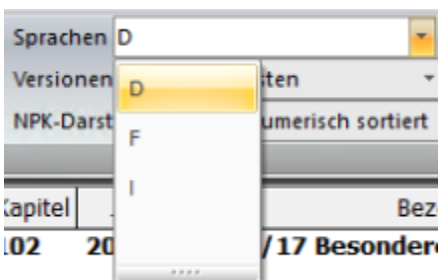 Sprachen D
Versionen D sten
NPK-Darst umerisch sortiert
F
I
Kapitel Bez
102 20 /17 Besondere